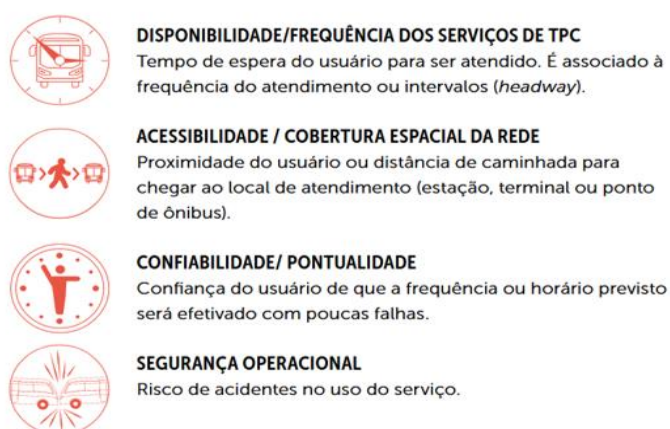 DISPONIBILIDADE/FREQUÊNCIA DOS SERVIÇOS DE TPC
Tempo de espera do usuário para ser atendido. É associado à
frequência do atendimento ou intervalos (headway).
ACESSIBILIDADE / COBERTURA ESPACIAL DA REDE
Proximidade do usuário ou distância de caminhada para
chegar ao local de atendimento (estação, terminal ou ponto
de ônibus).
CONFIABILIDADE/ PONTUALIDADE
Confiança do usuário de que a frequência ou horário previsto
será efetivado com poucas falhas.
SEGURANÇA OPERACIONAL
Risco de acidentes no uso do serviço.